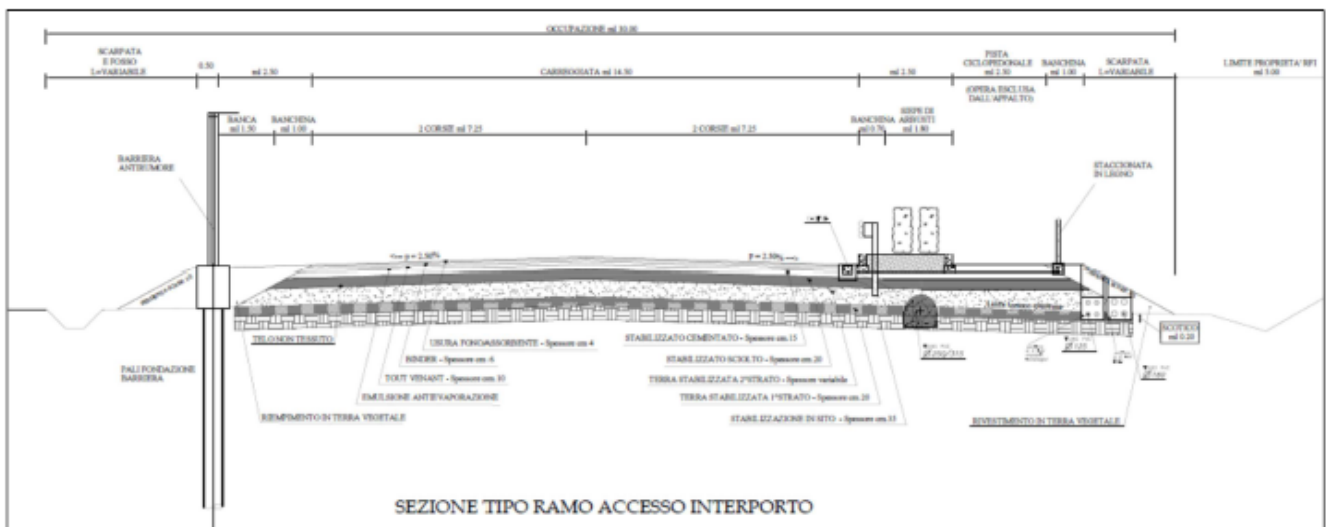 OCCUPAZIONE ml 30.00
SCARPATA
E FOSSO
L=VARIABILE
0.50
ml 2.50
CARREGGIATA ml 14.50
ml 2.50
PISTA
CICLOPEDONALE
ml 2.50
(OPERA ESCLUSA
DALL'APPALTO)
BANCHINA
ml 1.00
SCARPATA
L=VARIABILE
LIMITE PROPRIETA' RFI
ml 5.00
BANCA
ml 1.50
BANCHINA
ml 1.00
2 CORSIE ml 7.25
2 CORSIE ml 7.25
BANCHINA
ml 0.70
SIEPE DI
ARBUSTI
ml 1.80
BARRIERA
ANTIRUMORE
STACCIONATA
IN LEGNO
p = 2.50%
P = 2.50%
TELO NON TESSUTO
USURA FONOASSORBENTE - Spessore cm 4
BINDER - Spessore cm 6
TOUT VENANT - Spessore cm 10
EMULSIONE ANTIEVAPORAZIONE
RIEMPIMENTO IN TERRA VEGETALE
STABILIZZATO CEMENTATO - Spessore cm 15
STABILIZZATO SCIOLTO - Spessore cm 20
TERRA STABILIZZATA 2°STRATO - Spessore variabile
TERRA STABILIZZATA 1°STRATO - Spessore cm 25
STABILIZZAZIONE IN SITO - Spessore cm 35
PALI FONDAZIONE
BARRIERA
SCOTICO
ml 0.20
RIVESTIMENTO IN TERRA VEGETALE
SEZIONE TIPO RAMO ACCESSO INTERPORTO